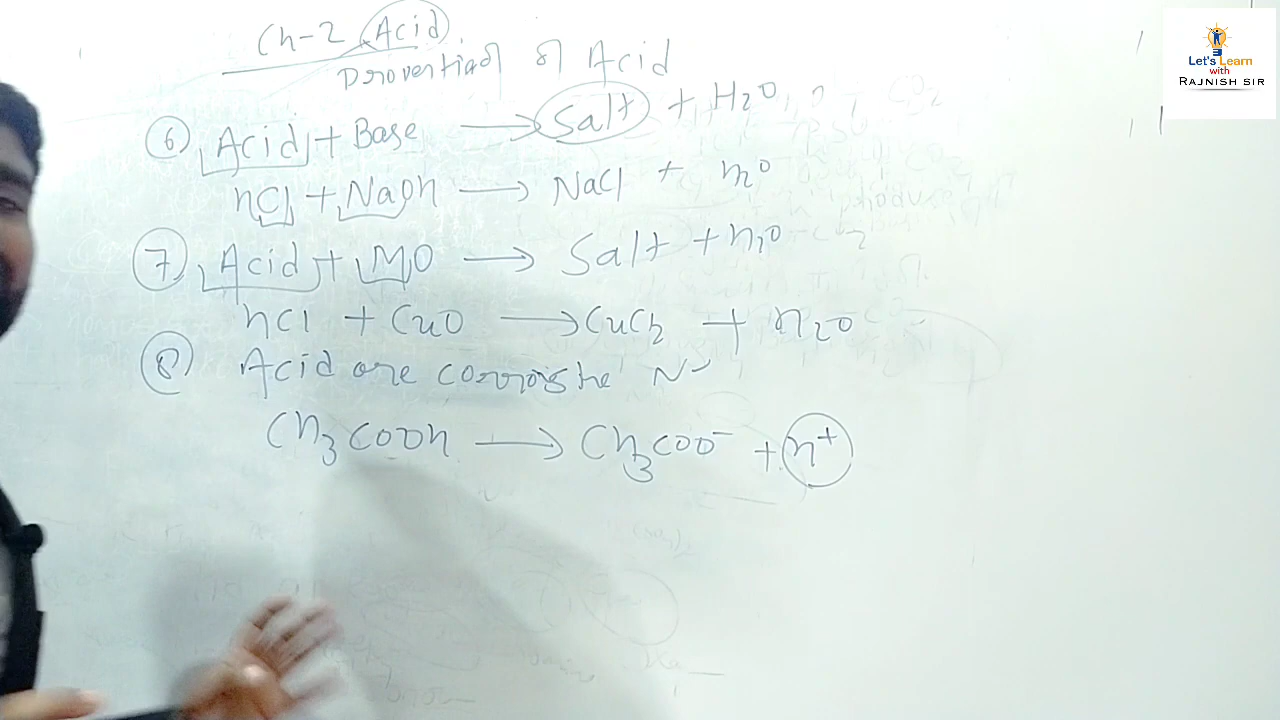 Ch-2 Acid
Properties of Acid
⑥ Acid + Base → Salt + H2O
HCl + NaOH → NaCl + H2O
⑦ Acid + MO → Salt + H2O
HCl + CuO → CuCl2 + H2O
⑧ Acid are corrosive
CH3COOH → CH3COO⁻ + H⁺
Let's Learn
with
RAJNISH SIR